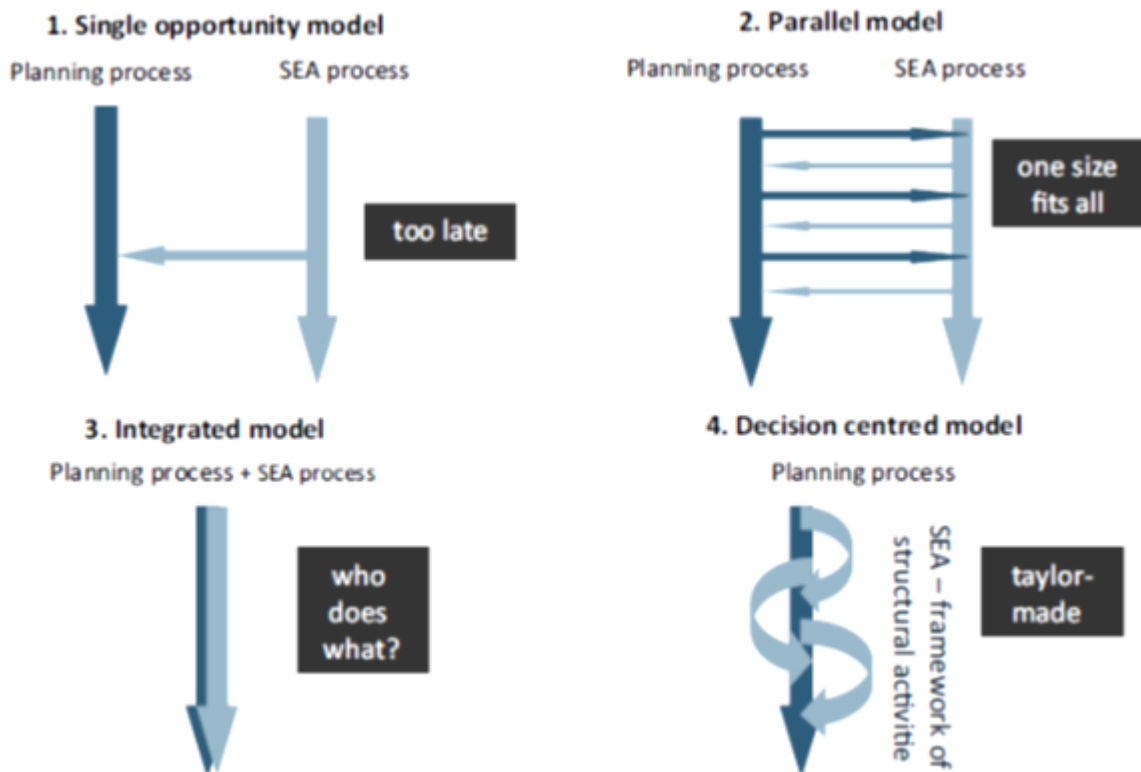 1. Single opportunity model
Planning process
SEA process
too late
2. Parallel model
Planning process
SEA process
one size
fits all
3. Integrated model
Planning process + SEA process
who
does
what?
4. Decision centred model
Planning process
SEA – framework of
structural activitie
taylor-
made